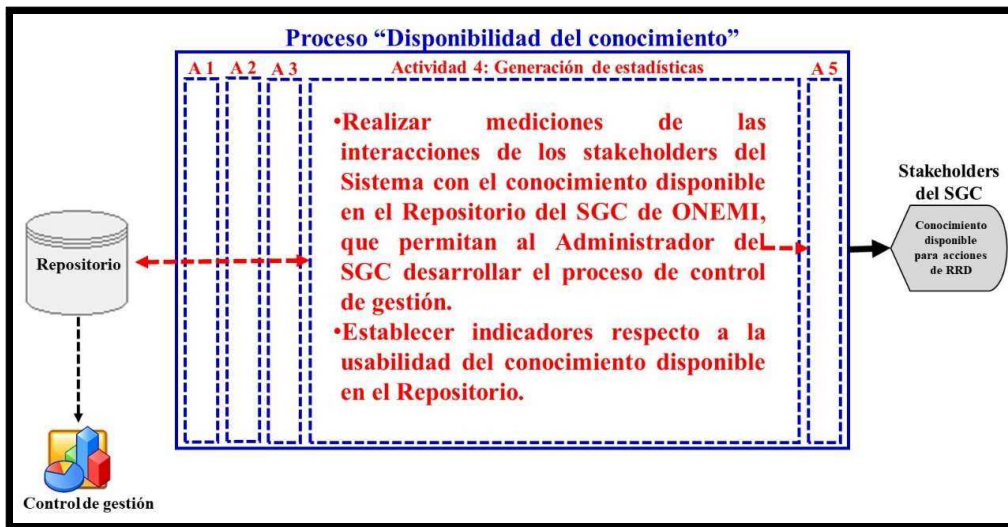 Proceso “Disponibilidad del conocimiento”
A 1 A 2 A 3 Actividad 4: Generación de estadísticas A 5
•Realizar mediciones de las
interacciones de los stakeholders del
Sistema con el conocimiento disponible
en el Repositorio del SGC de ONEMI,
que permitan al Administrador del
SGC desarrollar el proceso de control
de gestión.
•Establecer indicadores respecto a la
usabilidad del conocimiento disponible
en el Repositorio.
Repositorio
Control de gestión
Stakeholders
del SGC
Conocimiento
disponible
para acciones
de RRD